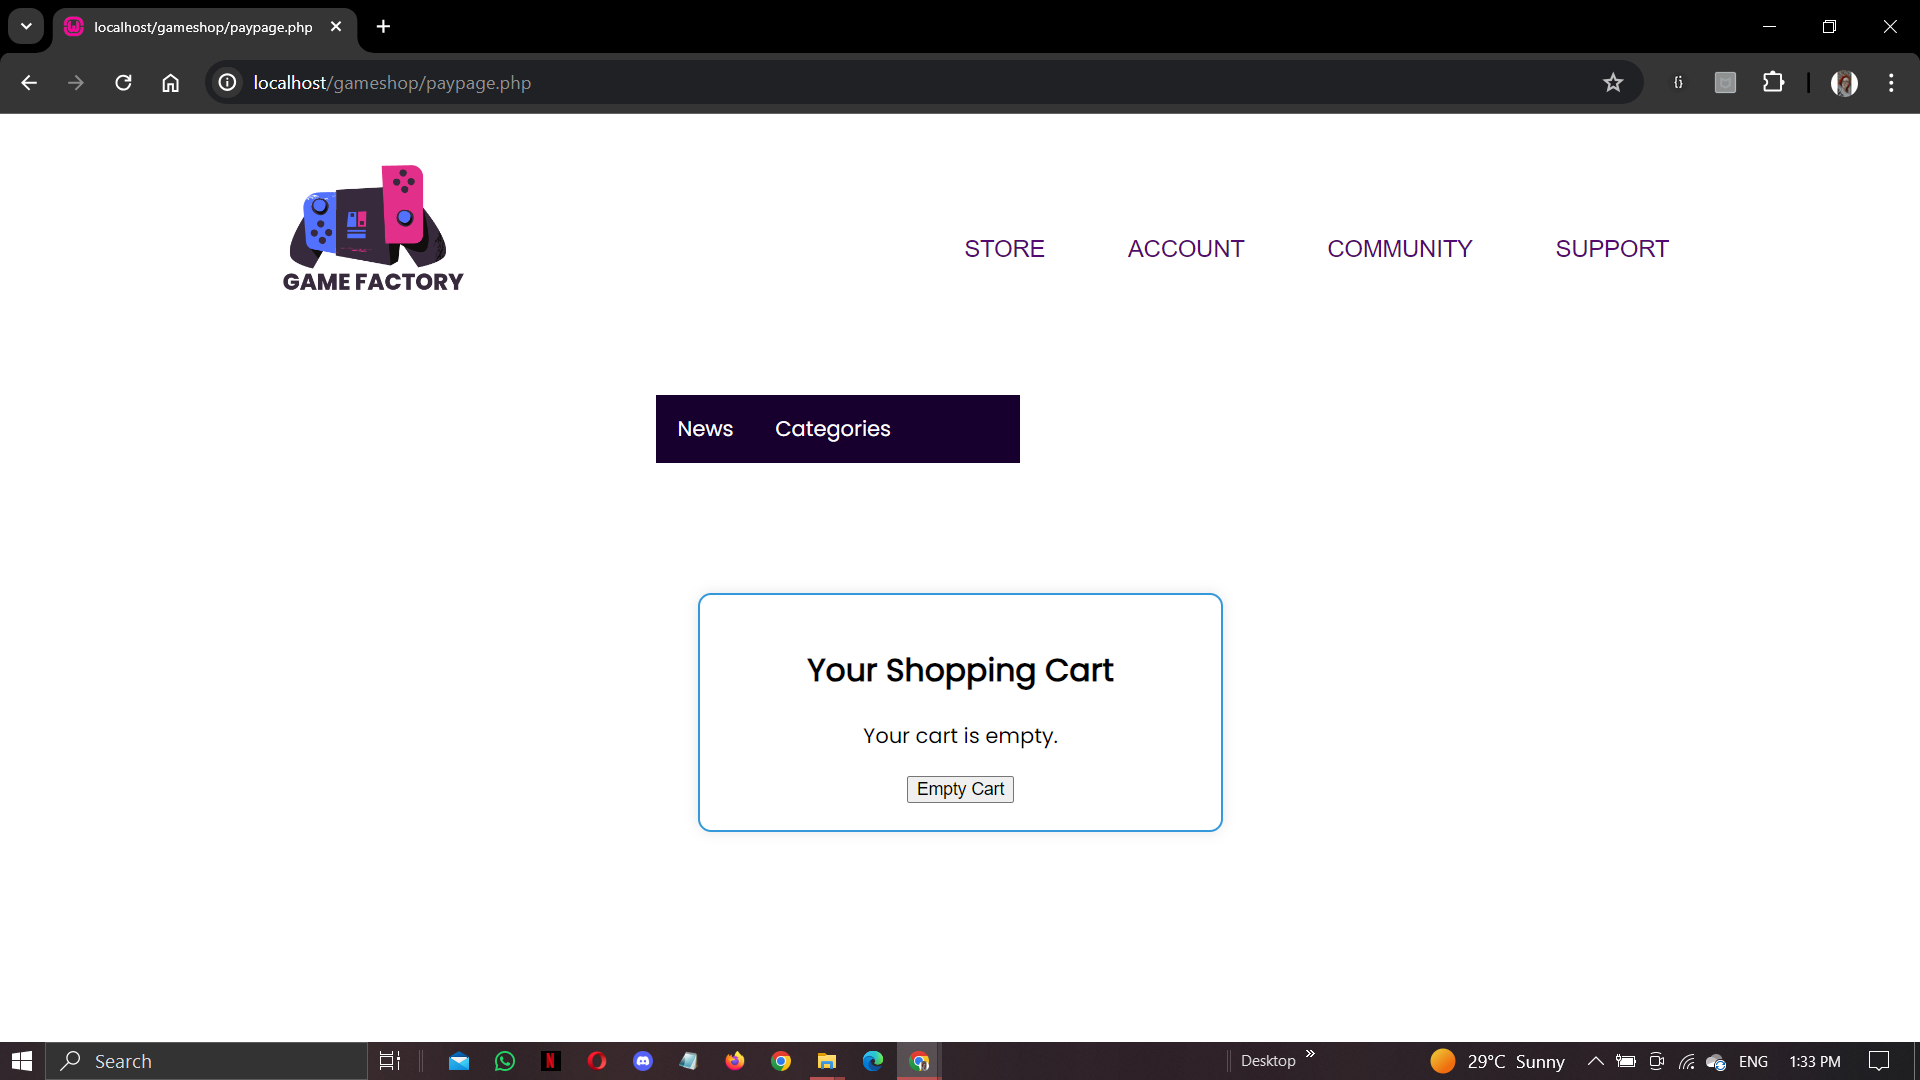 localhost/gameshop/paypage.php
localhost/gameshop/paypage.php
GAME FACTORY
STORE ACCOUNT COMMUNITY SUPPORT
News Categories
Your Shopping Cart
Your cart is empty.
Empty Cart
Search
Desktop »
29°C Sunny
ENG
1:33 PM